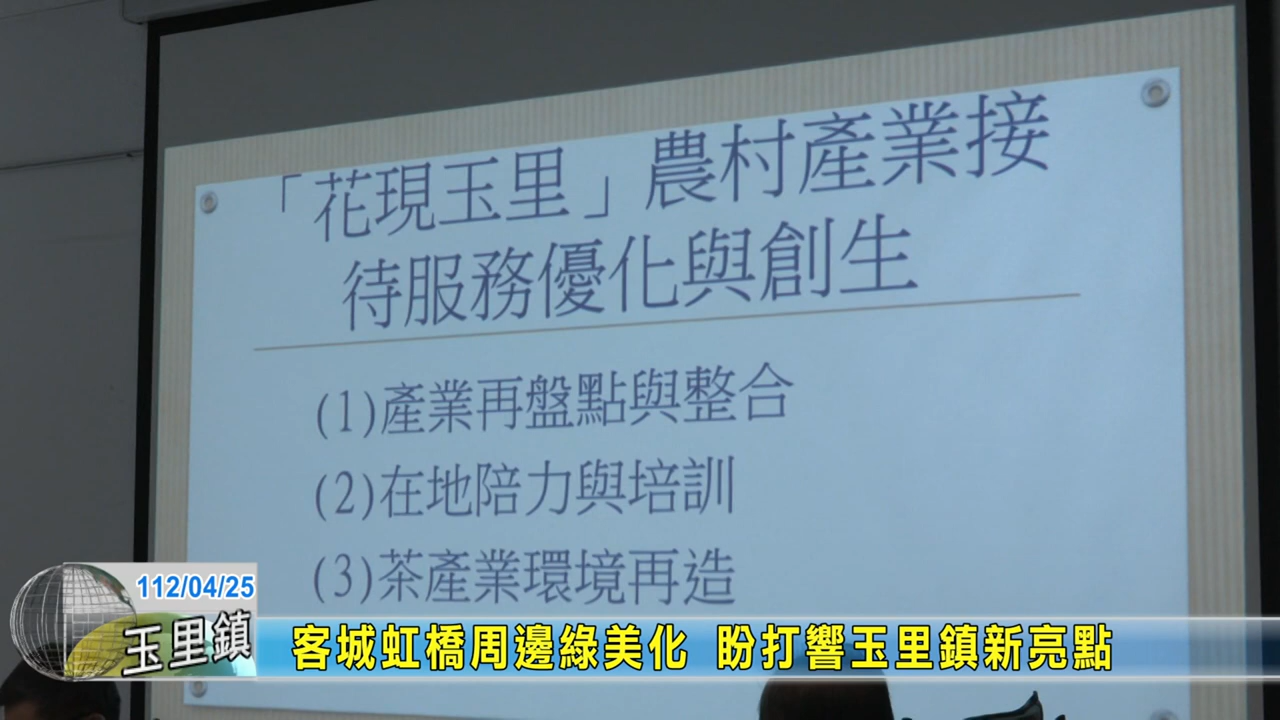 「花現玉里」農村產業接
待服務優化與創生
(1)產業再盤點與整合
(2)在地陪力與培訓
(3)茶產業環境再造
112/04/25
玉里鎮
客城虹橋周邊綠美化 盼打響玉里鎮新亮點